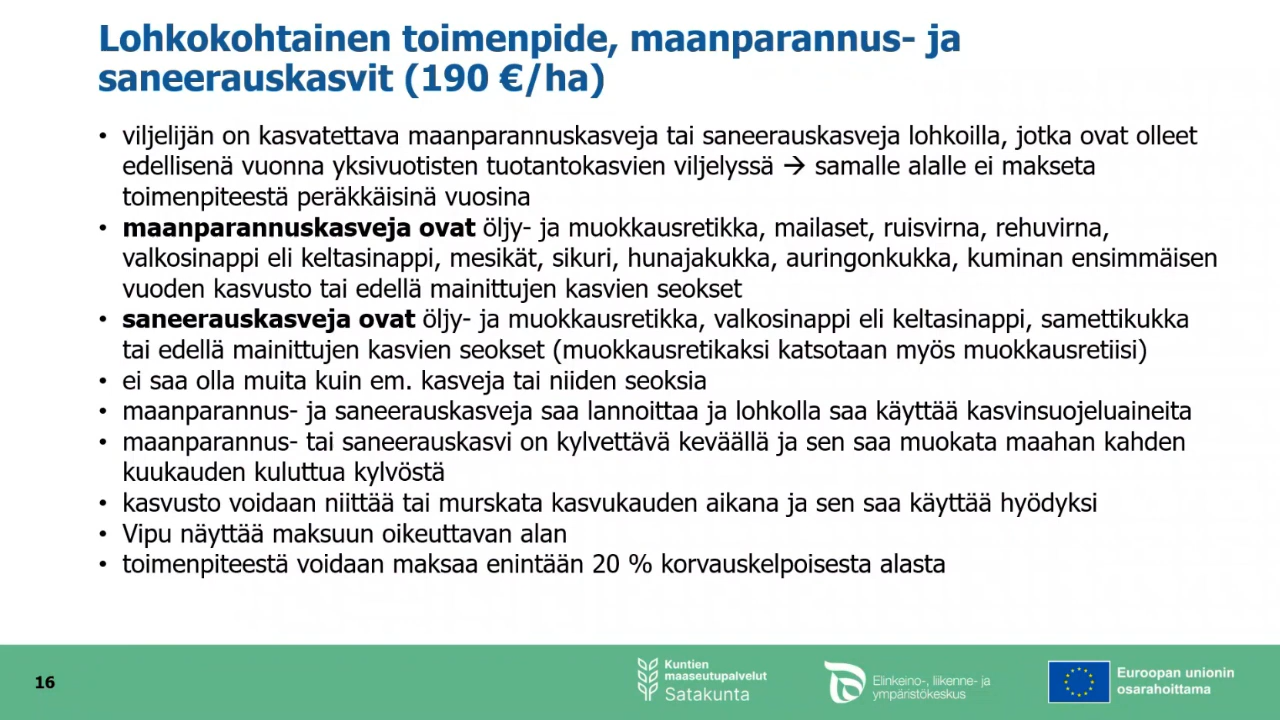 Lohkokohtainen toimenpide, maanparannus- ja
saneerauskasvit (190 €/ha)
• viljelijän on kasvatettava maanparannuskasveja tai saneerauskasveja lohkoilla, jotka ovat olleet
edellisenä vuonna yksivuotisten tuotantokasvien viljelyssä → samalle alalle ei makseta
toimenpiteestä peräkkäisinä vuosina
• maanparannuskasveja ovat öljy- ja muokkausretikka, mailaset, ruisvirna, rehuvirna,
valkosinappi eli keltasinappi, mesikät, sikuri, hunajakukka, auringonkukka, kuminan ensimmäisen
vuoden kasvusto tai edellä mainittujen kasvien seokset
• saneerauskasveja ovat öljy- ja muokkausretikka, valkosinappi eli keltasinappi, samettikukka
tai edellä mainittujen kasvien seokset (muokkausretikaksi katsotaan myös muokkausretiisi)
• ei saa olla muita kuin em. kasveja tai niiden seoksia
• maanparannus- ja saneerauskasveja saa lannoittaa ja lohkolla saa käyttää kasvinsuojeluaineita
• maanparannus- tai saneerauskasvi on kylvettävä keväällä ja sen saa muokata maahan kahden
kuukauden kuluttua kylvöstä
• kasvusto voidaan niittää tai murskata kasvukauden aikana ja sen saa käyttää hyödyksi
• Vipu näyttää maksuun oikeuttavan alan
• toimenpiteestä voidaan maksaa enintään 20 % korvauskelpoisesta alasta
16
Kuntien
maaseutupalvelut
Satakunta
Elinkeino-, liikenne- ja
ympäristökeskus
Euroopan unionin
osarahoittama